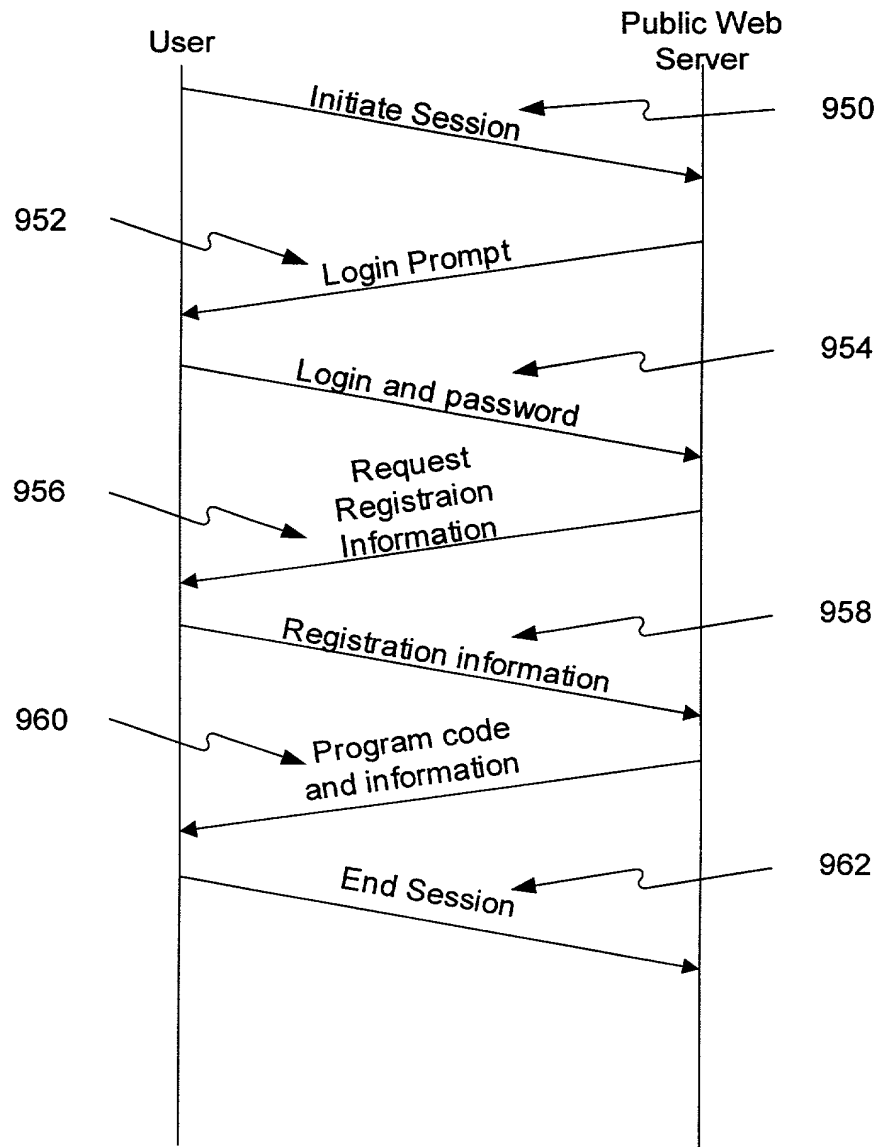 User
Public Web
Server
Initiate Session
950
952
Login Prompt
954
Login and password
956
Request
Registraion
Information
958
Registration information
960
Program code
and information
962
End Session